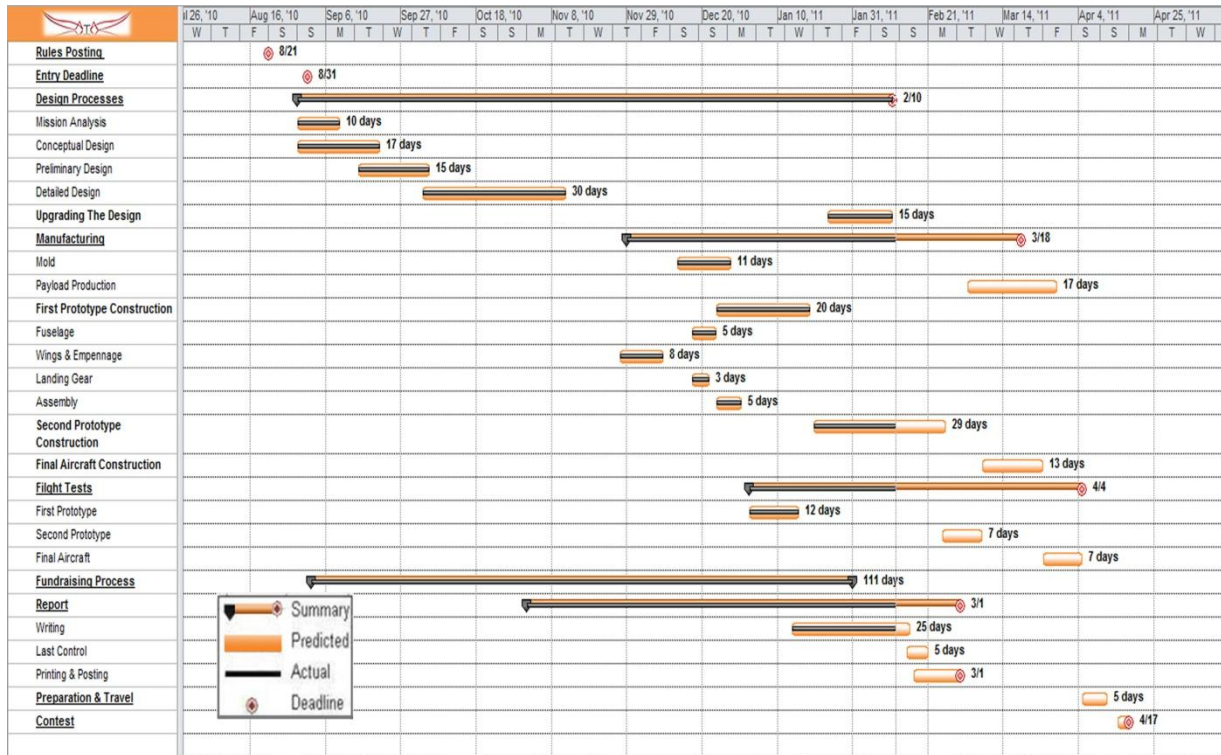 ul 26, '10 Aug 16, '10 Sep 6, '10 Sep 27, '10 Oct 18, '10 Nov 8, '10 Nov 29, '10 Dec 20, '10 Jan 10, '11 Jan 31, '11 Feb 21, '11 Mar 14, '11 Apr 4, '11 Apr 25, '11
ATA W T F S S M T W T F S S M T W T F S S M T W T F S S M T W T F S S M T W
Rules Posting 8/21
Entry Deadline 8/31
Design Processes 2/10
Mission Analysis 10 days
Conceptual Design 17 days
Preliminary Design 15 days
Detailed Design 30 days
Upgrading The Design 15 days
Manufacturing 3/18
Mold 11 days
Payload Production 17 days
First Prototype Construction 20 days
Fuselage 5 days
Wings & Empennage 8 days
Landing Gear 3 days
Assembly 5 days
Second Prototype 29 days
Construction
Final Aircraft Construction 13 days
Filght Tests 4/4
First Prototype 12 days
Second Prototype 7 days
Final Aircraft 7 days
Fundraising Process 111 days
Report 3/1
Writing 25 days
Last Control 5 days
Printing & Posting 3/1
Preparation & Travel 5 days
Contest 4/17
Summary
Predicted
Actual
Deadline